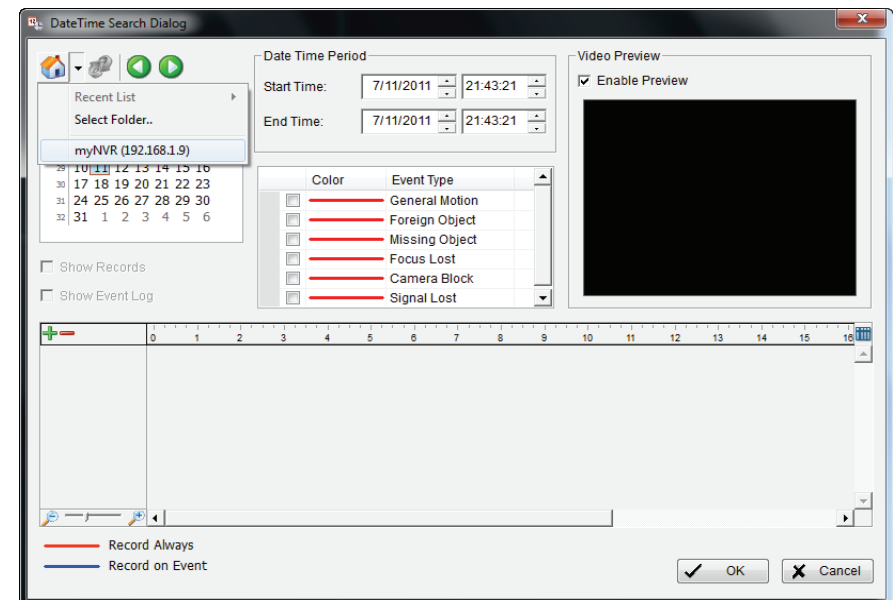 DateTime Search Dialog
Recent List
Select Folder..
myNVR (192.168.1.9)
29 10 11 12 13 14 15 16
30 17 18 19 20 21 22 23
31 24 25 26 27 28 29 30
32 31 1 2 3 4 5 6
Show Records
Show Event Log
Date Time Period
Start Time: 7/11/2011 21:43:21
End Time: 7/11/2011 21:43:21
Color Event Type
General Motion
Foreign Object
Missing Object
Focus Lost
Camera Block
Signal Lost
Video Preview
Enable Preview
0 1 2 3 4 5 6 7 8 9 10 11 12 13 14 15 16
Record Always
Record on Event
OK Cancel